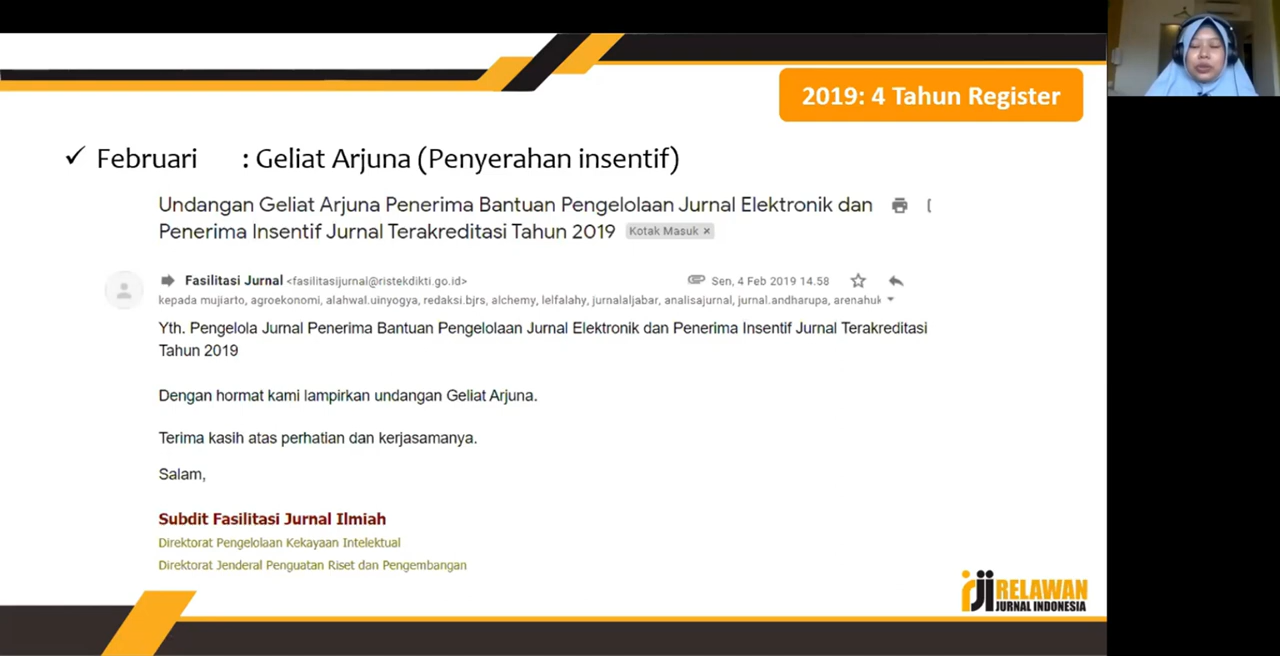 2019: 4 Tahun Register
✓ Februari : Geliat Arjuna (Penyerahan insentif)
Undangan Geliat Arjuna Penerima Bantuan Pengelolaan Jurnal Elektronik dan
Penerima Insentif Jurnal Terakreditasi Tahun 2019 Kotak Masuk ×
Fasilitasi Jurnal <fasilitasijurnal@ristekdikti.go.id> Sen, 4 Feb 2019 14.58
kepada mujiarto, agroekonomi, alahwal.uinyogya, redaksi.bjrs, alchemy, lelfalahy, jurnalaljabar, analisajurnal, jurnal.andharupa, arenahuk
Yth. Pengelola Jurnal Penerima Bantuan Pengelolaan Jurnal Elektronik dan Penerima Insentif Jurnal Terakreditasi
Tahun 2019
Dengan hormat kami lampirkan undangan Geliat Arjuna.
Terima kasih atas perhatian dan kerjasamanya.
Salam,
Subdit Fasilitasi Jurnal Ilmiah
Direktorat Pengelolaan Kekayaan Intelektual
Direktorat Jenderal Penguatan Riset dan Pengembangan
rji RELAWAN
JURNAL INDONESIA